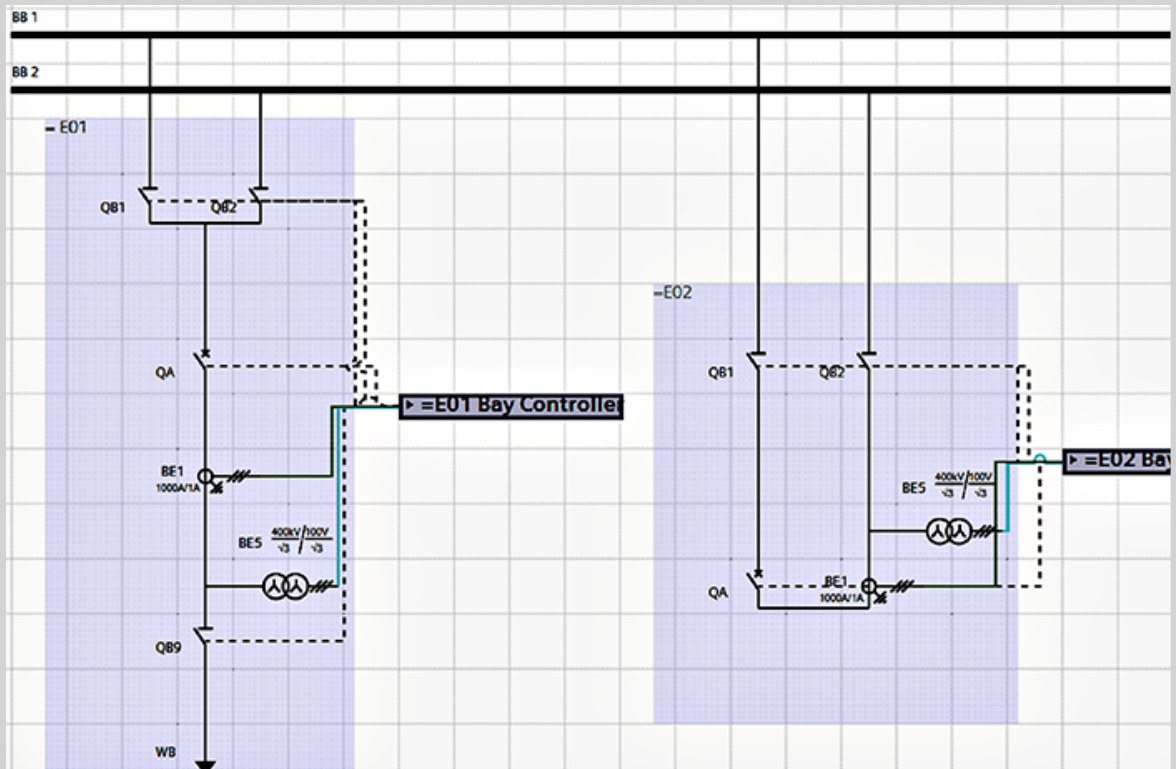 BB 1
BB 2
= E01
QB1
QB2
QA
=E01 Bay Controller
BE1
1000A/1A
BE5
400kV/√3 / 100V/√3
QB9
WB
=E02
QB1
QB2
=E02 Bay
BE5
400kV/√3 / 100V/√3
QA
BE1
1000A/1A